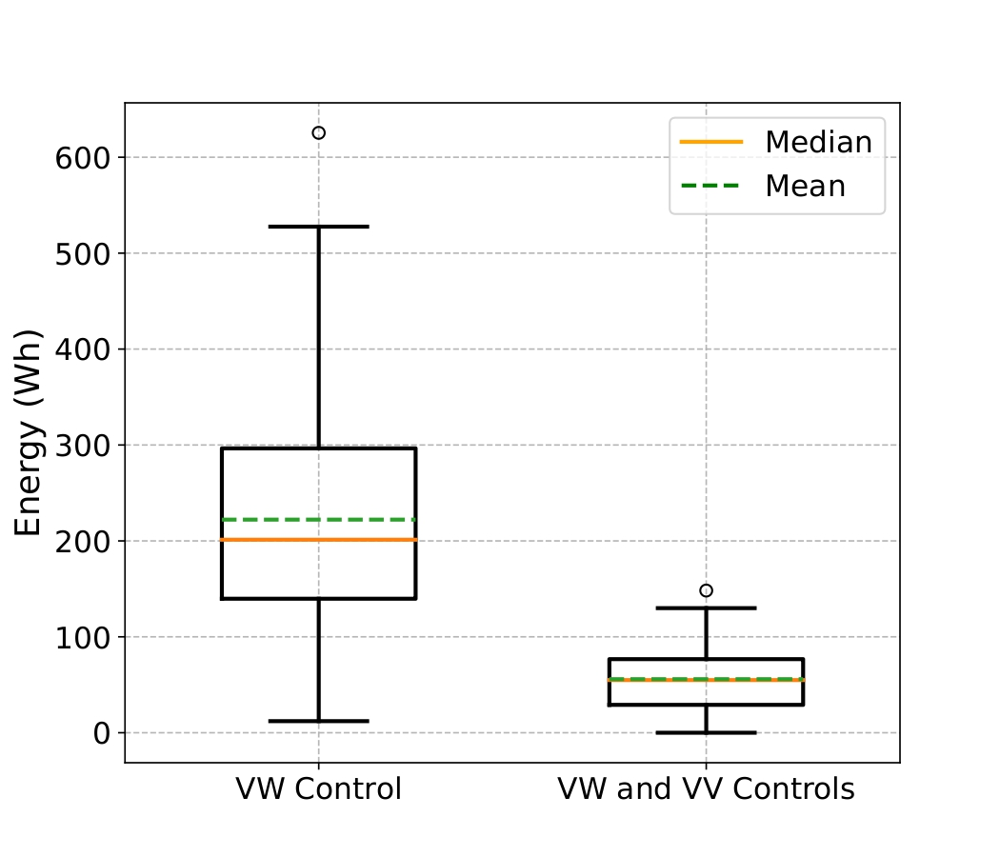 Median
Mean
600
500
400
300
200
100
0
Energy (Wh)
VW Control
VW and VV Controls